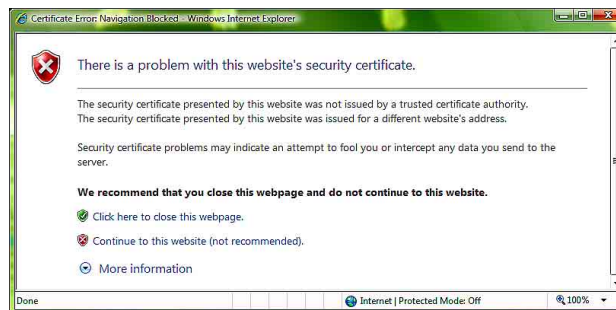 Certificate Error: Navigation Blocked - Windows Internet Explorer
There is a problem with this website's security certificate.
The security certificate presented by this website was not issued by a trusted certificate authority.
The security certificate presented by this website was issued for a different website's address.
Security certificate problems may indicate an attempt to fool you or intercept any data you send to the
server.
We recommend that you close this webpage and do not continue to this website.
Click here to close this webpage.
Continue to this website (not recommended).
More information
Done
Internet | Protected Mode: Off
100%